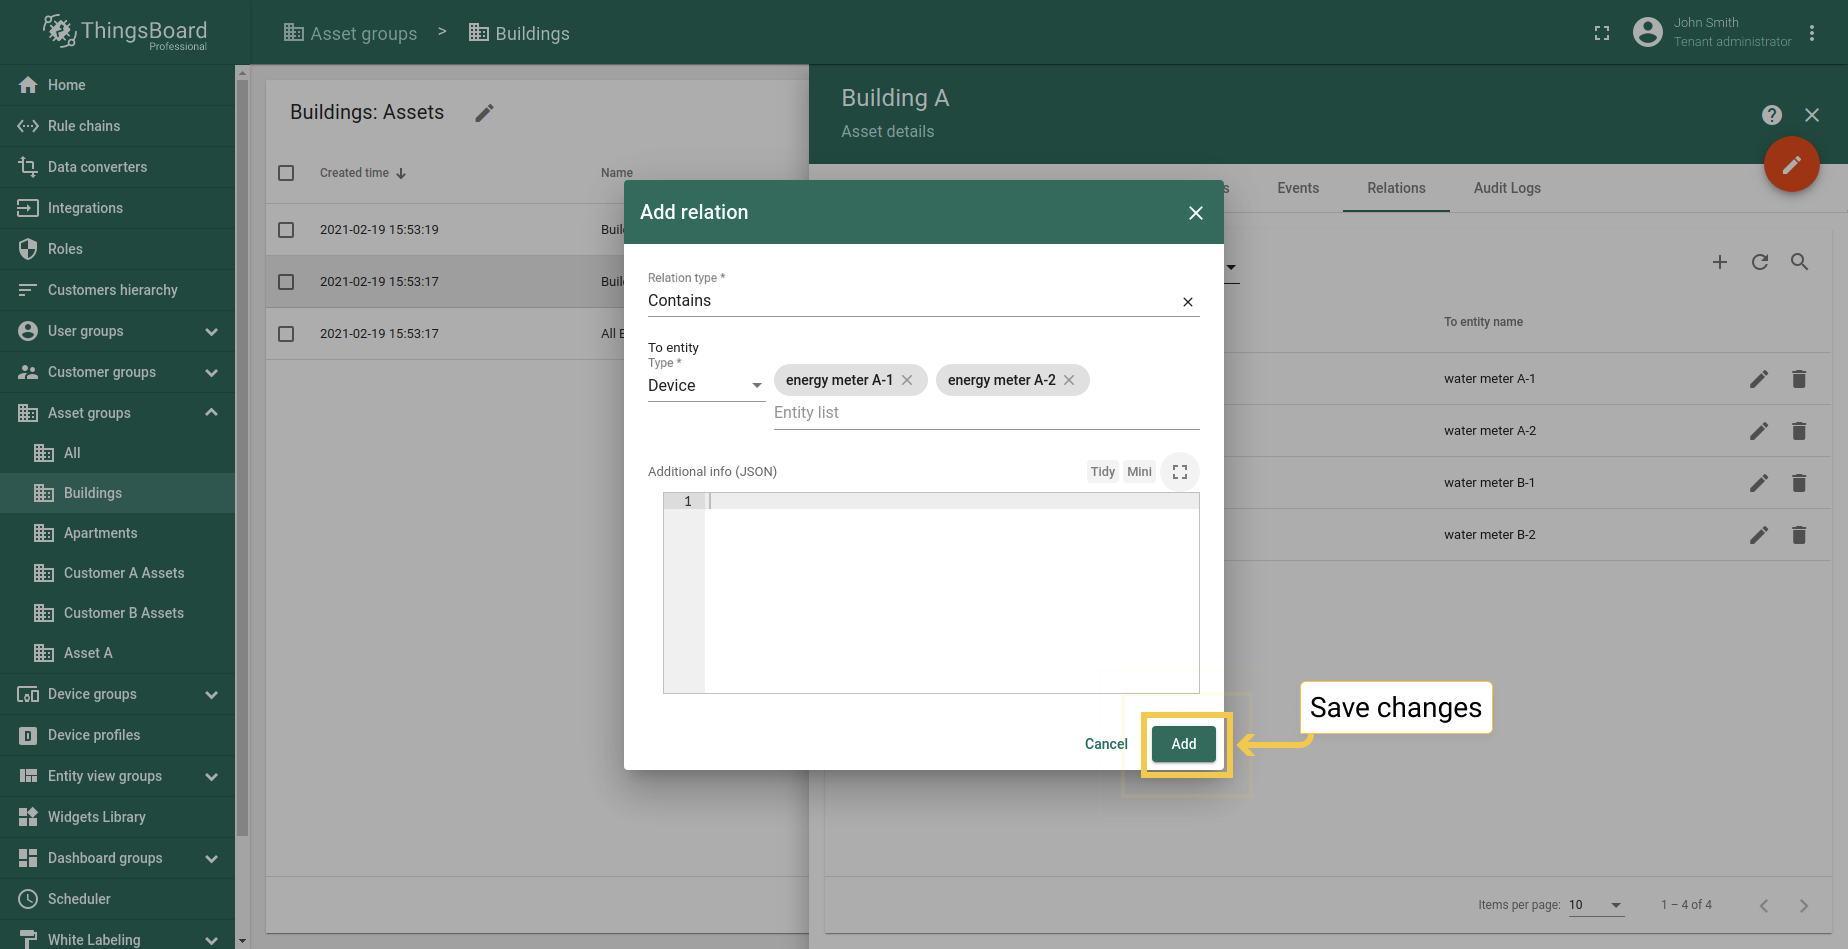 ThingsBoard
Professional
Asset groups > Buildings
John Smith
Tenant administrator
Home
Rule chains
Data converters
Integrations
Roles
Customers hierarchy
User groups
Customer groups
Asset groups
All
Buildings
Apartments
Customer A Assets
Customer B Assets
Asset A
Device groups
Device profiles
Entity view groups
Widgets Library
Dashboard groups
Scheduler
White Labeling
Buildings: Assets
Created time Name
2021-02-19 15:53:19 Buil
2021-02-19 15:53:17 Buil
2021-02-19 15:53:17 All
Building A
Asset details
s Events Relations Audit Logs
To entity name
water meter A-1
water meter A-2
water meter B-1
water meter B-2
Items per page: 10 1 – 4 of 4
Add relation
Relation type *
Contains
To entity
Type *
Device
energy meter A-1 energy meter A-2
Entity list
Additional info (JSON) Tidy Mini
1
Cancel Add
Save changes